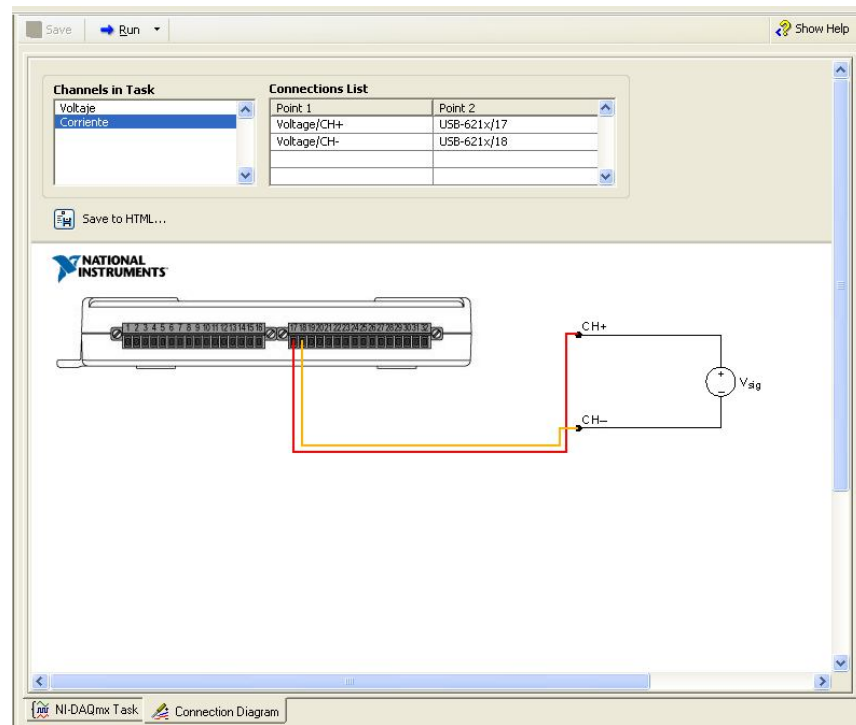 Save Run Show Help
Channels in Task
Voltaje
Corriente
Connections List
Point 1 Point 2
Voltage/CH+ USB-621x/17
Voltage/CH- USB-621x/18
Save to HTML...
NATIONAL
INSTRUMENTS
1 2 3 4 5 6 7 8 9 10 11 12 13 14 15 16 17 18 19 20 21 22 23 24 25 26 27 28 29 30 31 32
CH+
+
Vsig
−
CH−
NI-DAQmx Task Connection Diagram